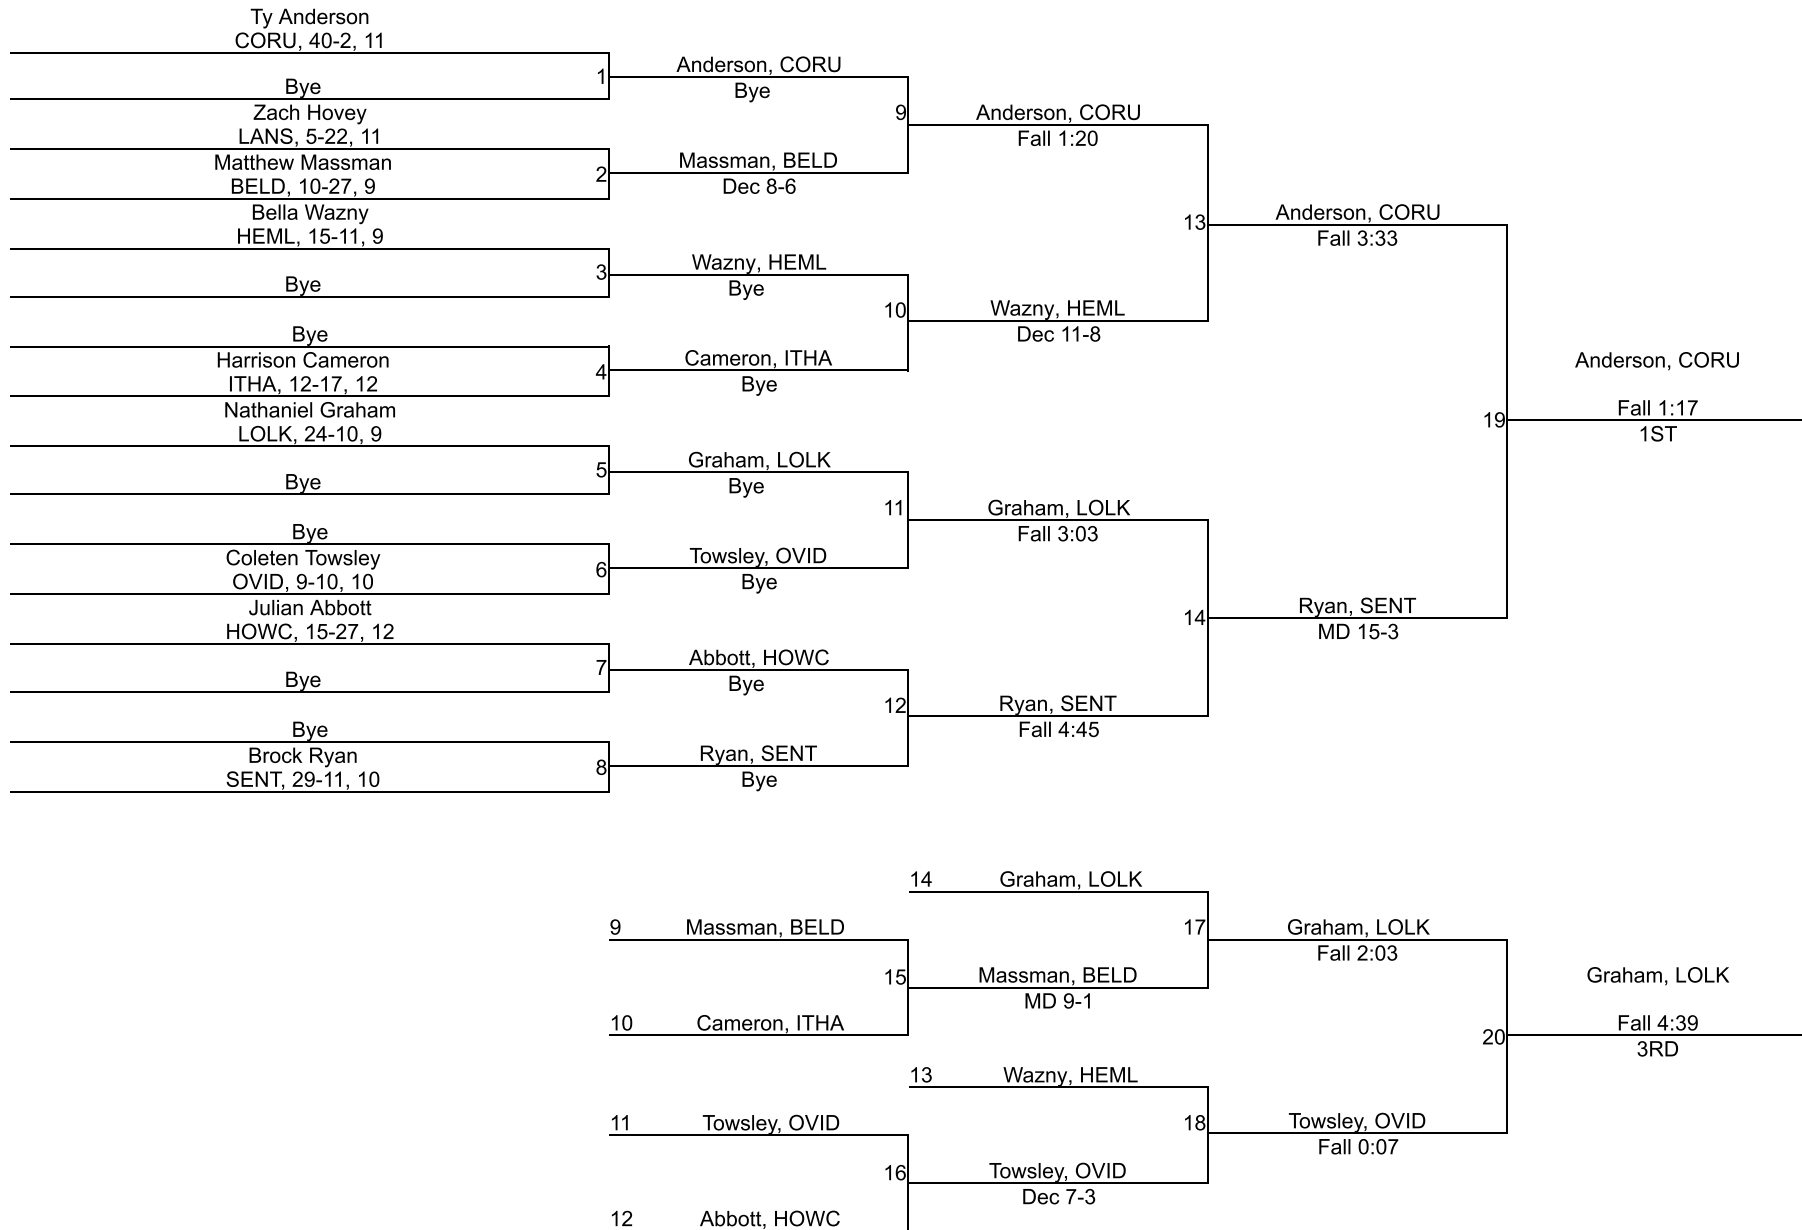 Ty Anderson
CORU, 40-2, 11
Bye
Zach Hovey
LANS, 5-22, 11
Matthew Massman
BELD, 10-27, 9
Bella Wazny
HEML, 15-11, 9
Bye
Bye
Harrison Cameron
ITHA, 12-17, 12
Nathaniel Graham
LOLK, 24-10, 9
Bye
Bye
Coleten Towsley
OVID, 9-10, 10
Julian Abbott
HOWC, 15-27, 12
Bye
Bye
Brock Ryan
SENT, 29-11, 10
1
2
3
4
5
6
7
8
Anderson, CORU
Bye
Massman, BELD
Dec 8-6
Wazny, HEML
Bye
Cameron, ITHA
Bye
Graham, LOLK
Bye
Towsley, OVID
Bye
Abbott, HOWC
Bye
Ryan, SENT
Bye
9
10
11
12
Anderson, CORU
Fall 1:20
Wazny, HEML
Dec 11-8
Graham, LOLK
Fall 3:03
Ryan, SENT
Fall 4:45
13
14
Anderson, CORU
Fall 3:33
Ryan, SENT
MD 15-3
19
Anderson, CORU
Fall 1:17
1ST
14 Graham, LOLK
9 Massman, BELD
15
Massman, BELD
MD 9-1
10 Cameron, ITHA
17
Graham, LOLK
Fall 2:03
13 Wazny, HEML
11 Towsley, OVID
16
Towsley, OVID
Dec 7-3
12 Abbott, HOWC
18
Towsley, OVID
Fall 0:07
20
Graham, LOLK
Fall 4:39
3RD